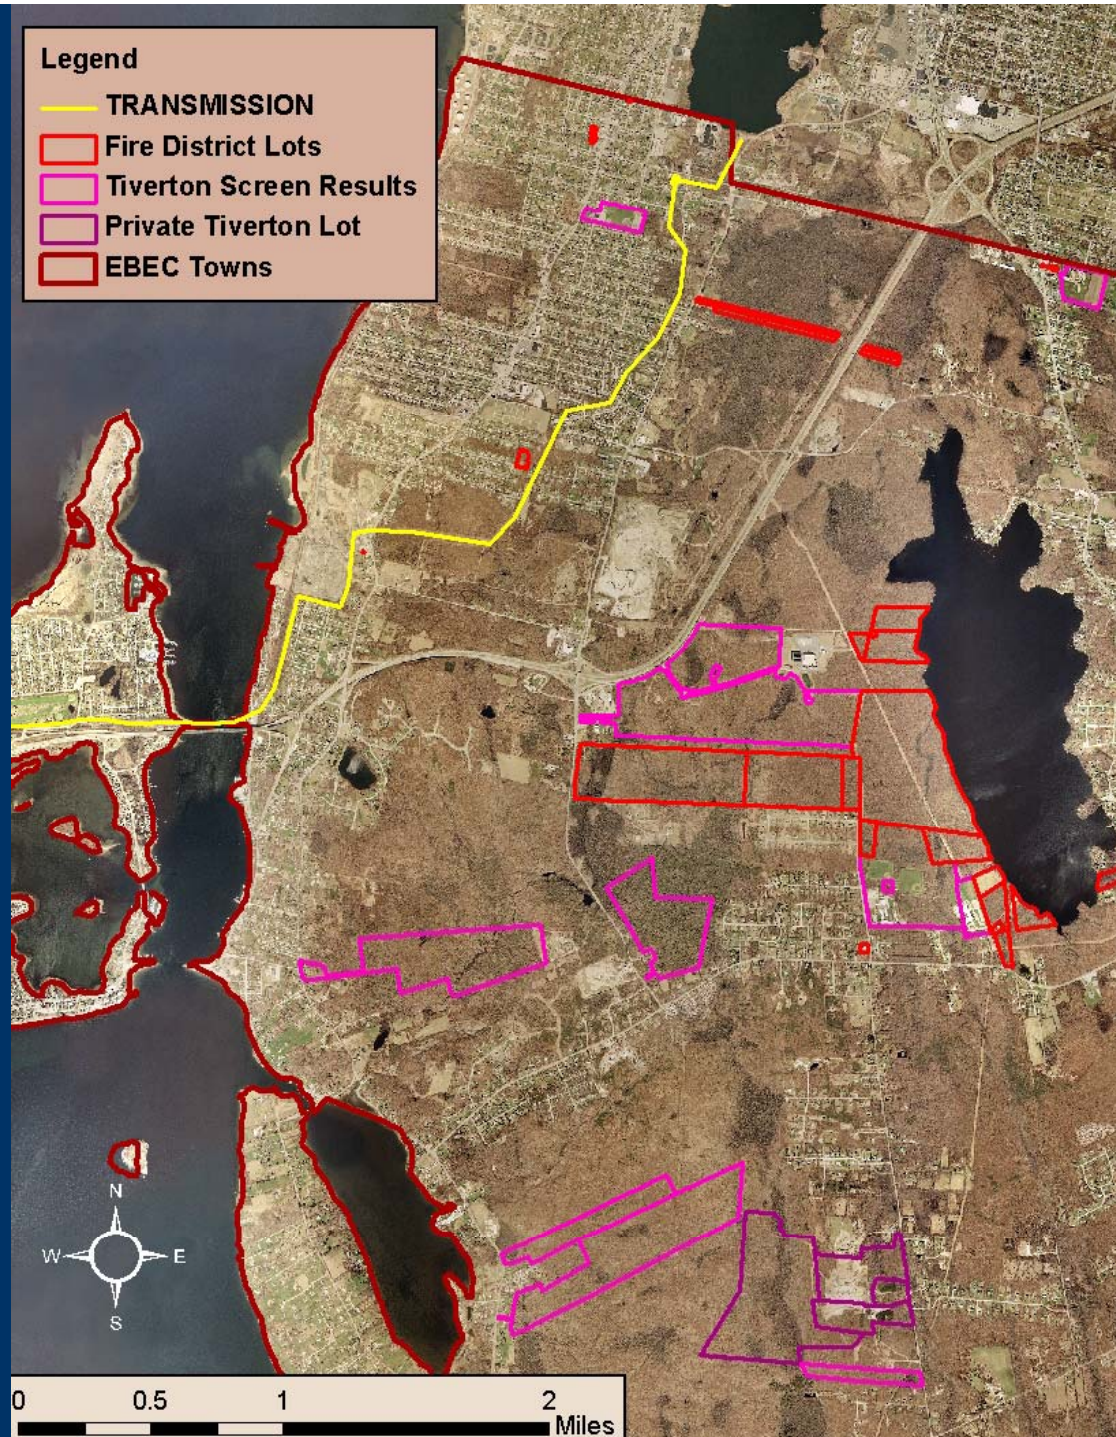 Legend
TRANSMISSION
Fire District Lots
Tiverton Screen Results
Private Tiverton Lot
EBEC Towns
N
W E
S
0 0.5 1 2
Miles